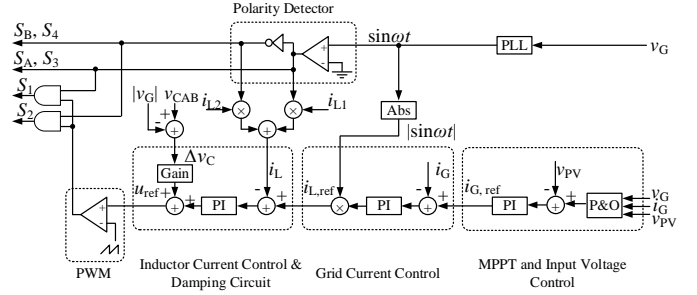 Polarity Detector
S_B, S_4
sinωt
PLL
v_G
S_A, S_3
S_1
S_2
|v_G|
v_CAB
i_L2
×
×
i_L1
Abs
|sinωt|
Δv_C
Gain
i_L
i_L,ref
i_G
i_G, ref
v_PV
u_ref
PI
PI
PI
P&O
v_G
i_G
v_PV
PWM
Inductor Current Control &
Damping Circuit
Grid Current Control
MPPT and Input Voltage
Control